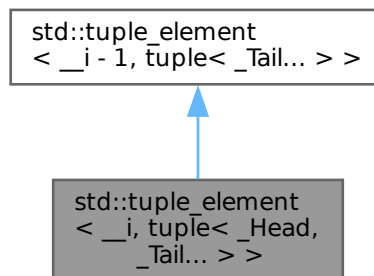 std::tuple_element
< __i - 1, tuple< _Tail... > >
std::tuple_element
< __i, tuple< _Head,
_Tail... > >